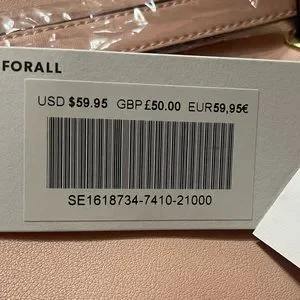 FORALL
USD $59.95 GBP £50.00 EUR 59,95€
SE1618734-7410-21000